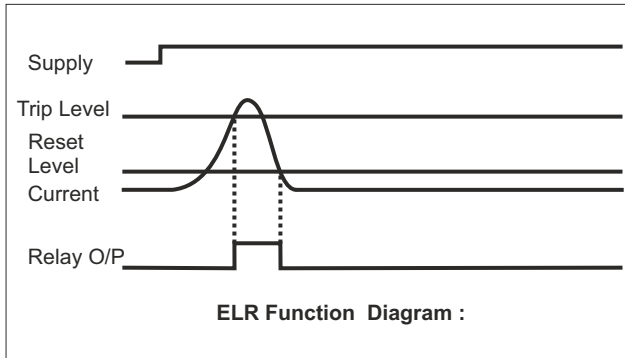 Supply
Trip Level
Reset
Level
Current
Relay O/P
ELR Function Diagram :